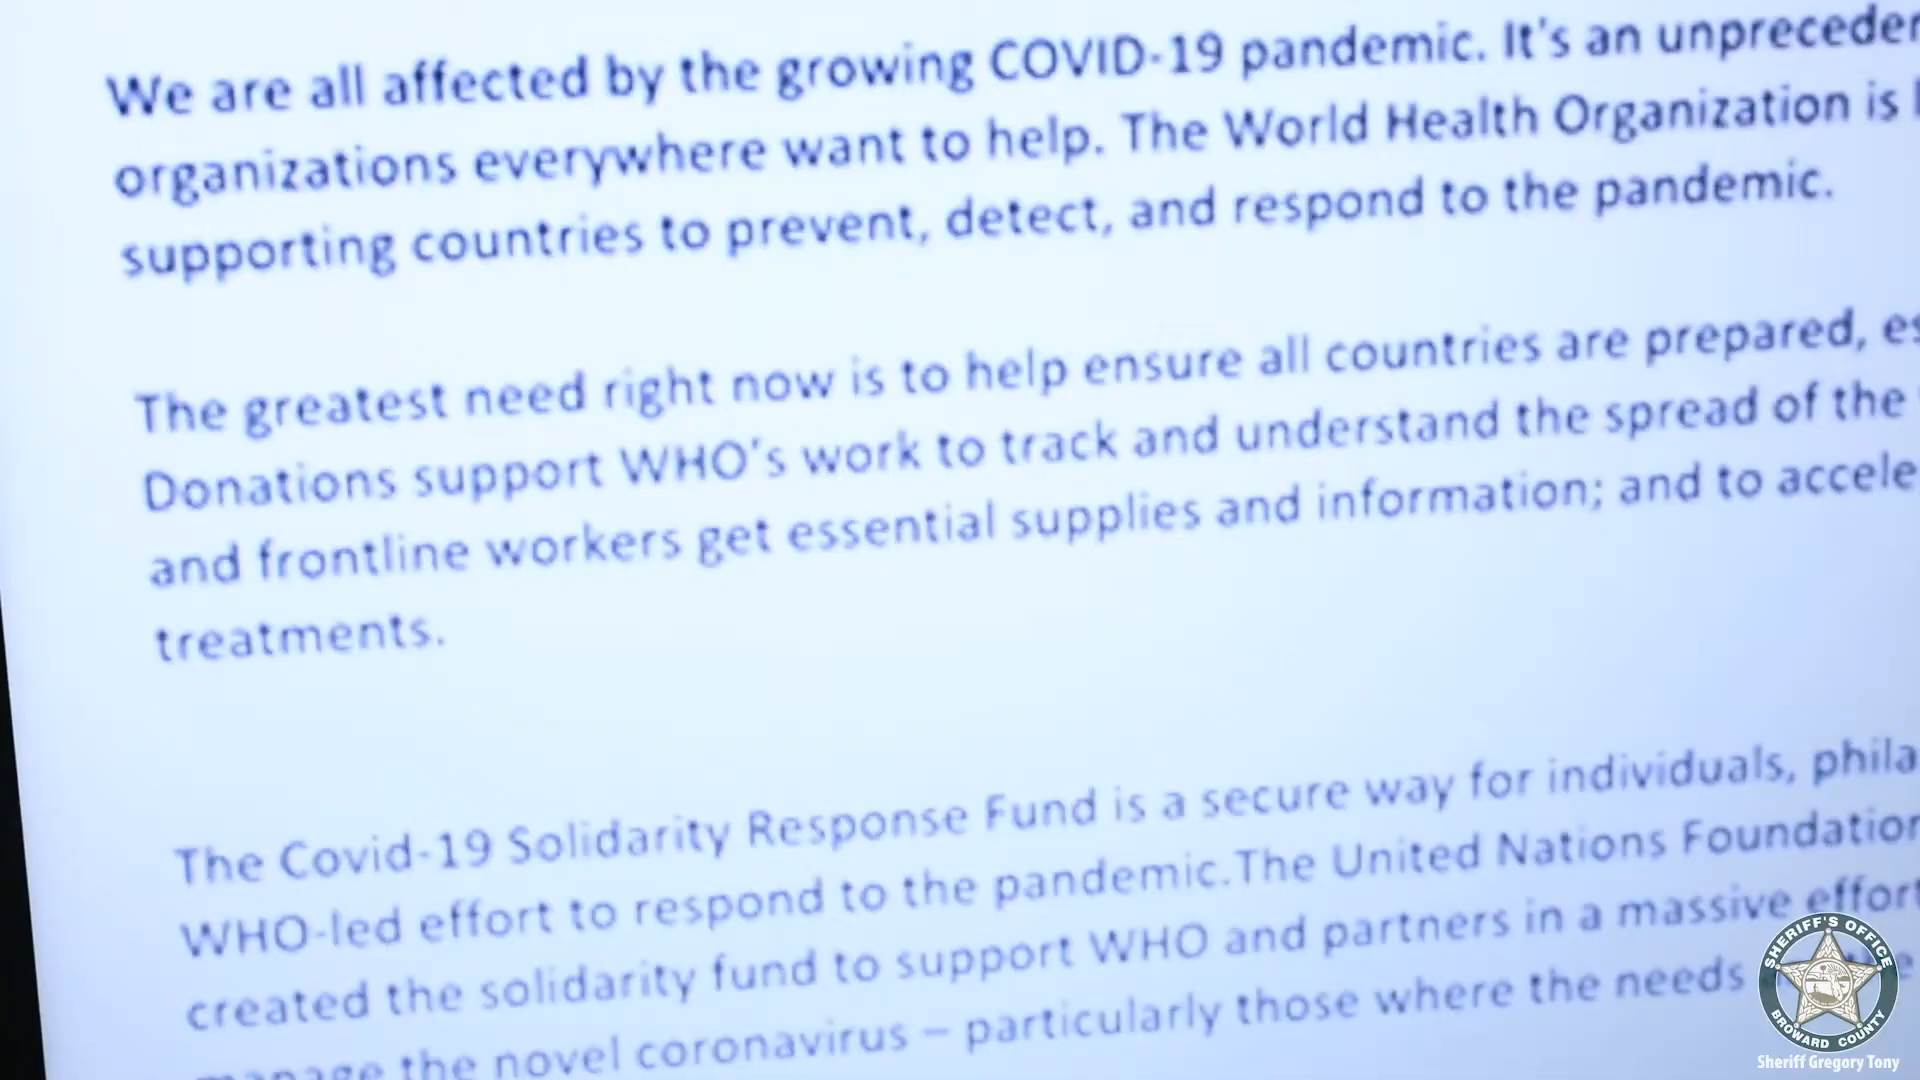 We are all affected by the growing COVID-19 pandemic. It's an
organizations everywhere want to help. The World Health Organization is
supporting countries to prevent, detect, and respond to the pandemic.
The greatest need right now is to help ensure all countries are prepared,
Donations support WHO's work to track and understand the spread of the
and frontline workers get essential supplies and information; and to
treatments.
The Covid-19 Solidarity Response Fund is a secure way for individuals,
WHO-led effort to respond to the pandemic.The United Nations Foundation
created the solidarity fund to support WHO and partners in a massive effort
manage the novel coronavirus – particularly those where the needs
SHERIFF'S OFFICE
BROWARD COUNTY
Sheriff Gregory Tony